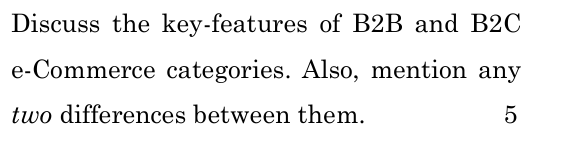 Discuss the key-features of B2B and B2C
e-Commerce categories. Also, mention any
two differences between them. 5